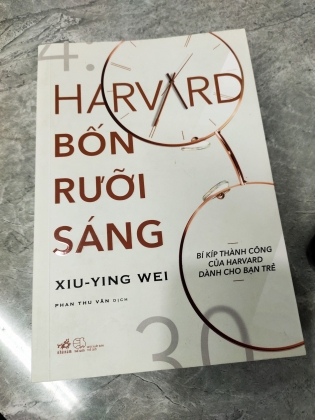 4:
HARVARD
BỐN
RƯỠI
SÁNG
XIU-YING WEI
PHAN THU VÂN DỊCH
BÍ KÍP THÀNH CÔNG
CỦA HARVARD
DÀNH CHO BẠN TRẺ
30